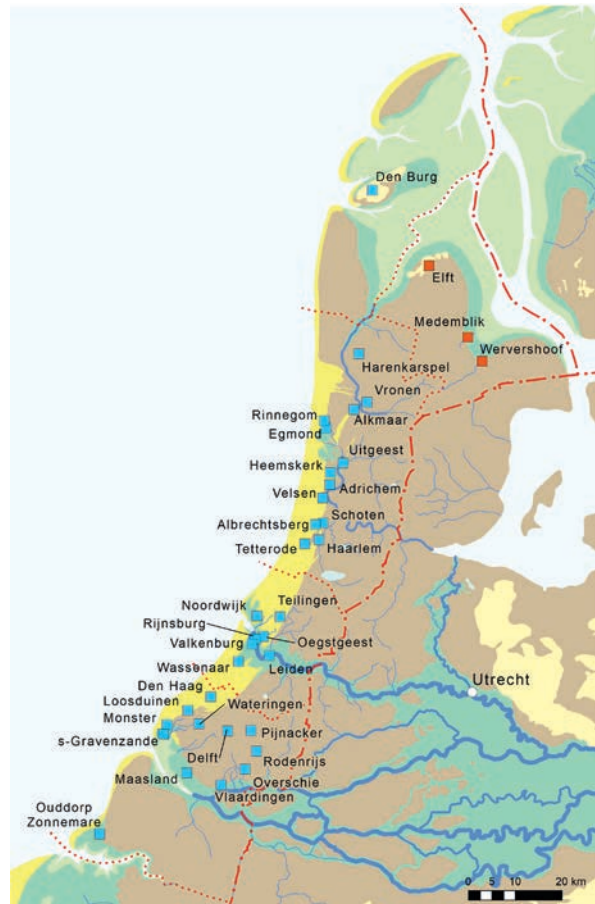 Den Burg
Elft
Medemblik
Wervershoof
Harenkarspel
Vronen
Alkmaar
Rinnegom
Egmond
Uitgeest
Heemskerk
Adrichem
Velsen
Schoten
Albrechtsberg
Haarlem
Tetterode
Noordwijk
Teilingen
Rijnsburg
Valkenburg
Oegstgeest
Wassenaar
Leiden
Utrecht
Den Haag
Loosduinen
Wateringen
Monster
s-Gravenzande
Pijnacker
Delft
Rodenrijs
Maasland
Overschie
Vlaardingen
Ouddorp
Zonnemare
0 5 10 20 km